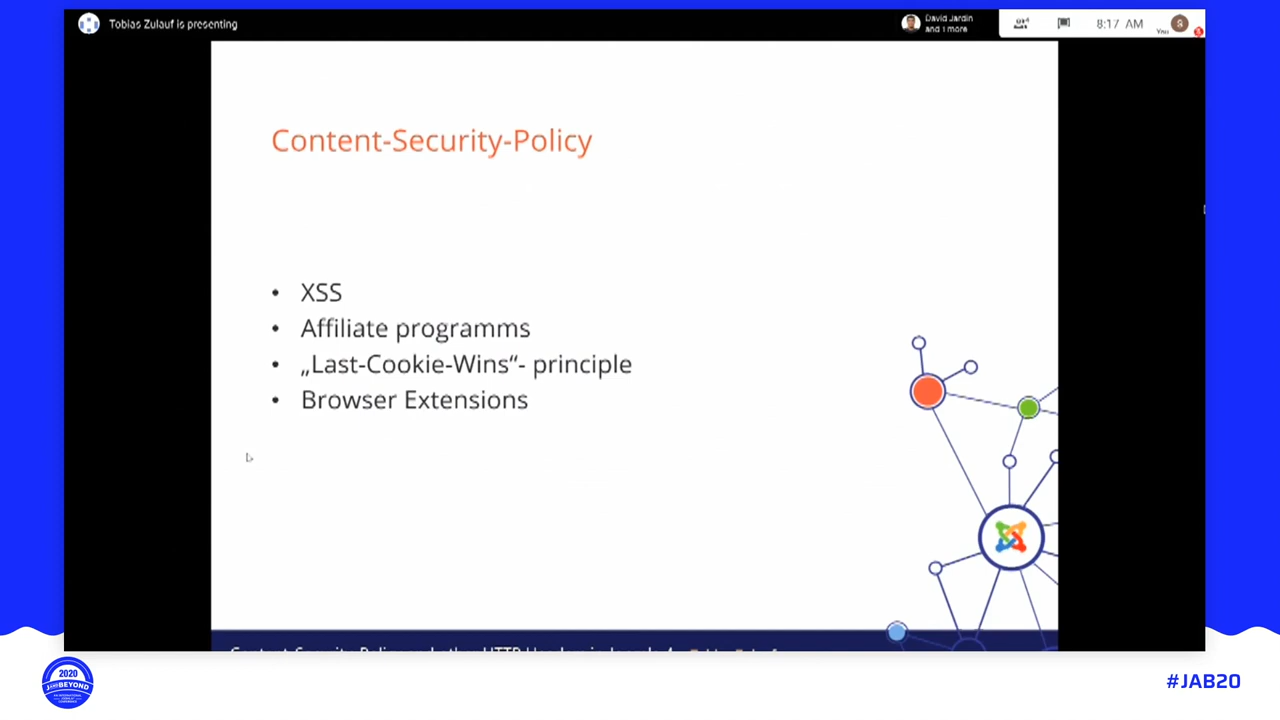 Tobias Zulauf is presenting
David Jardin
and 1 more
8:17 AM
You
S
Content-Security-Policy
• XSS
• Affiliate programms
• „Last-Cookie-Wins“- principle
• Browser Extensions
2020
JANDBEYOND
#JAB20